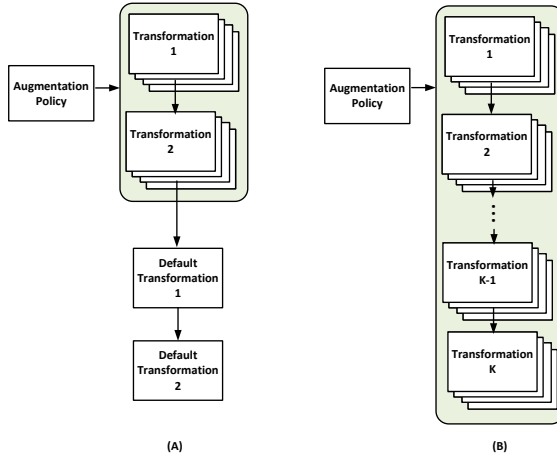 Augmentation
Policy
Transformation
1
Transformation
2
Default
Transformation
1
Default
Transformation
2
(A)
Augmentation
Policy
Transformation
1
Transformation
2
Transformation
K-1
Transformation
K
(B)